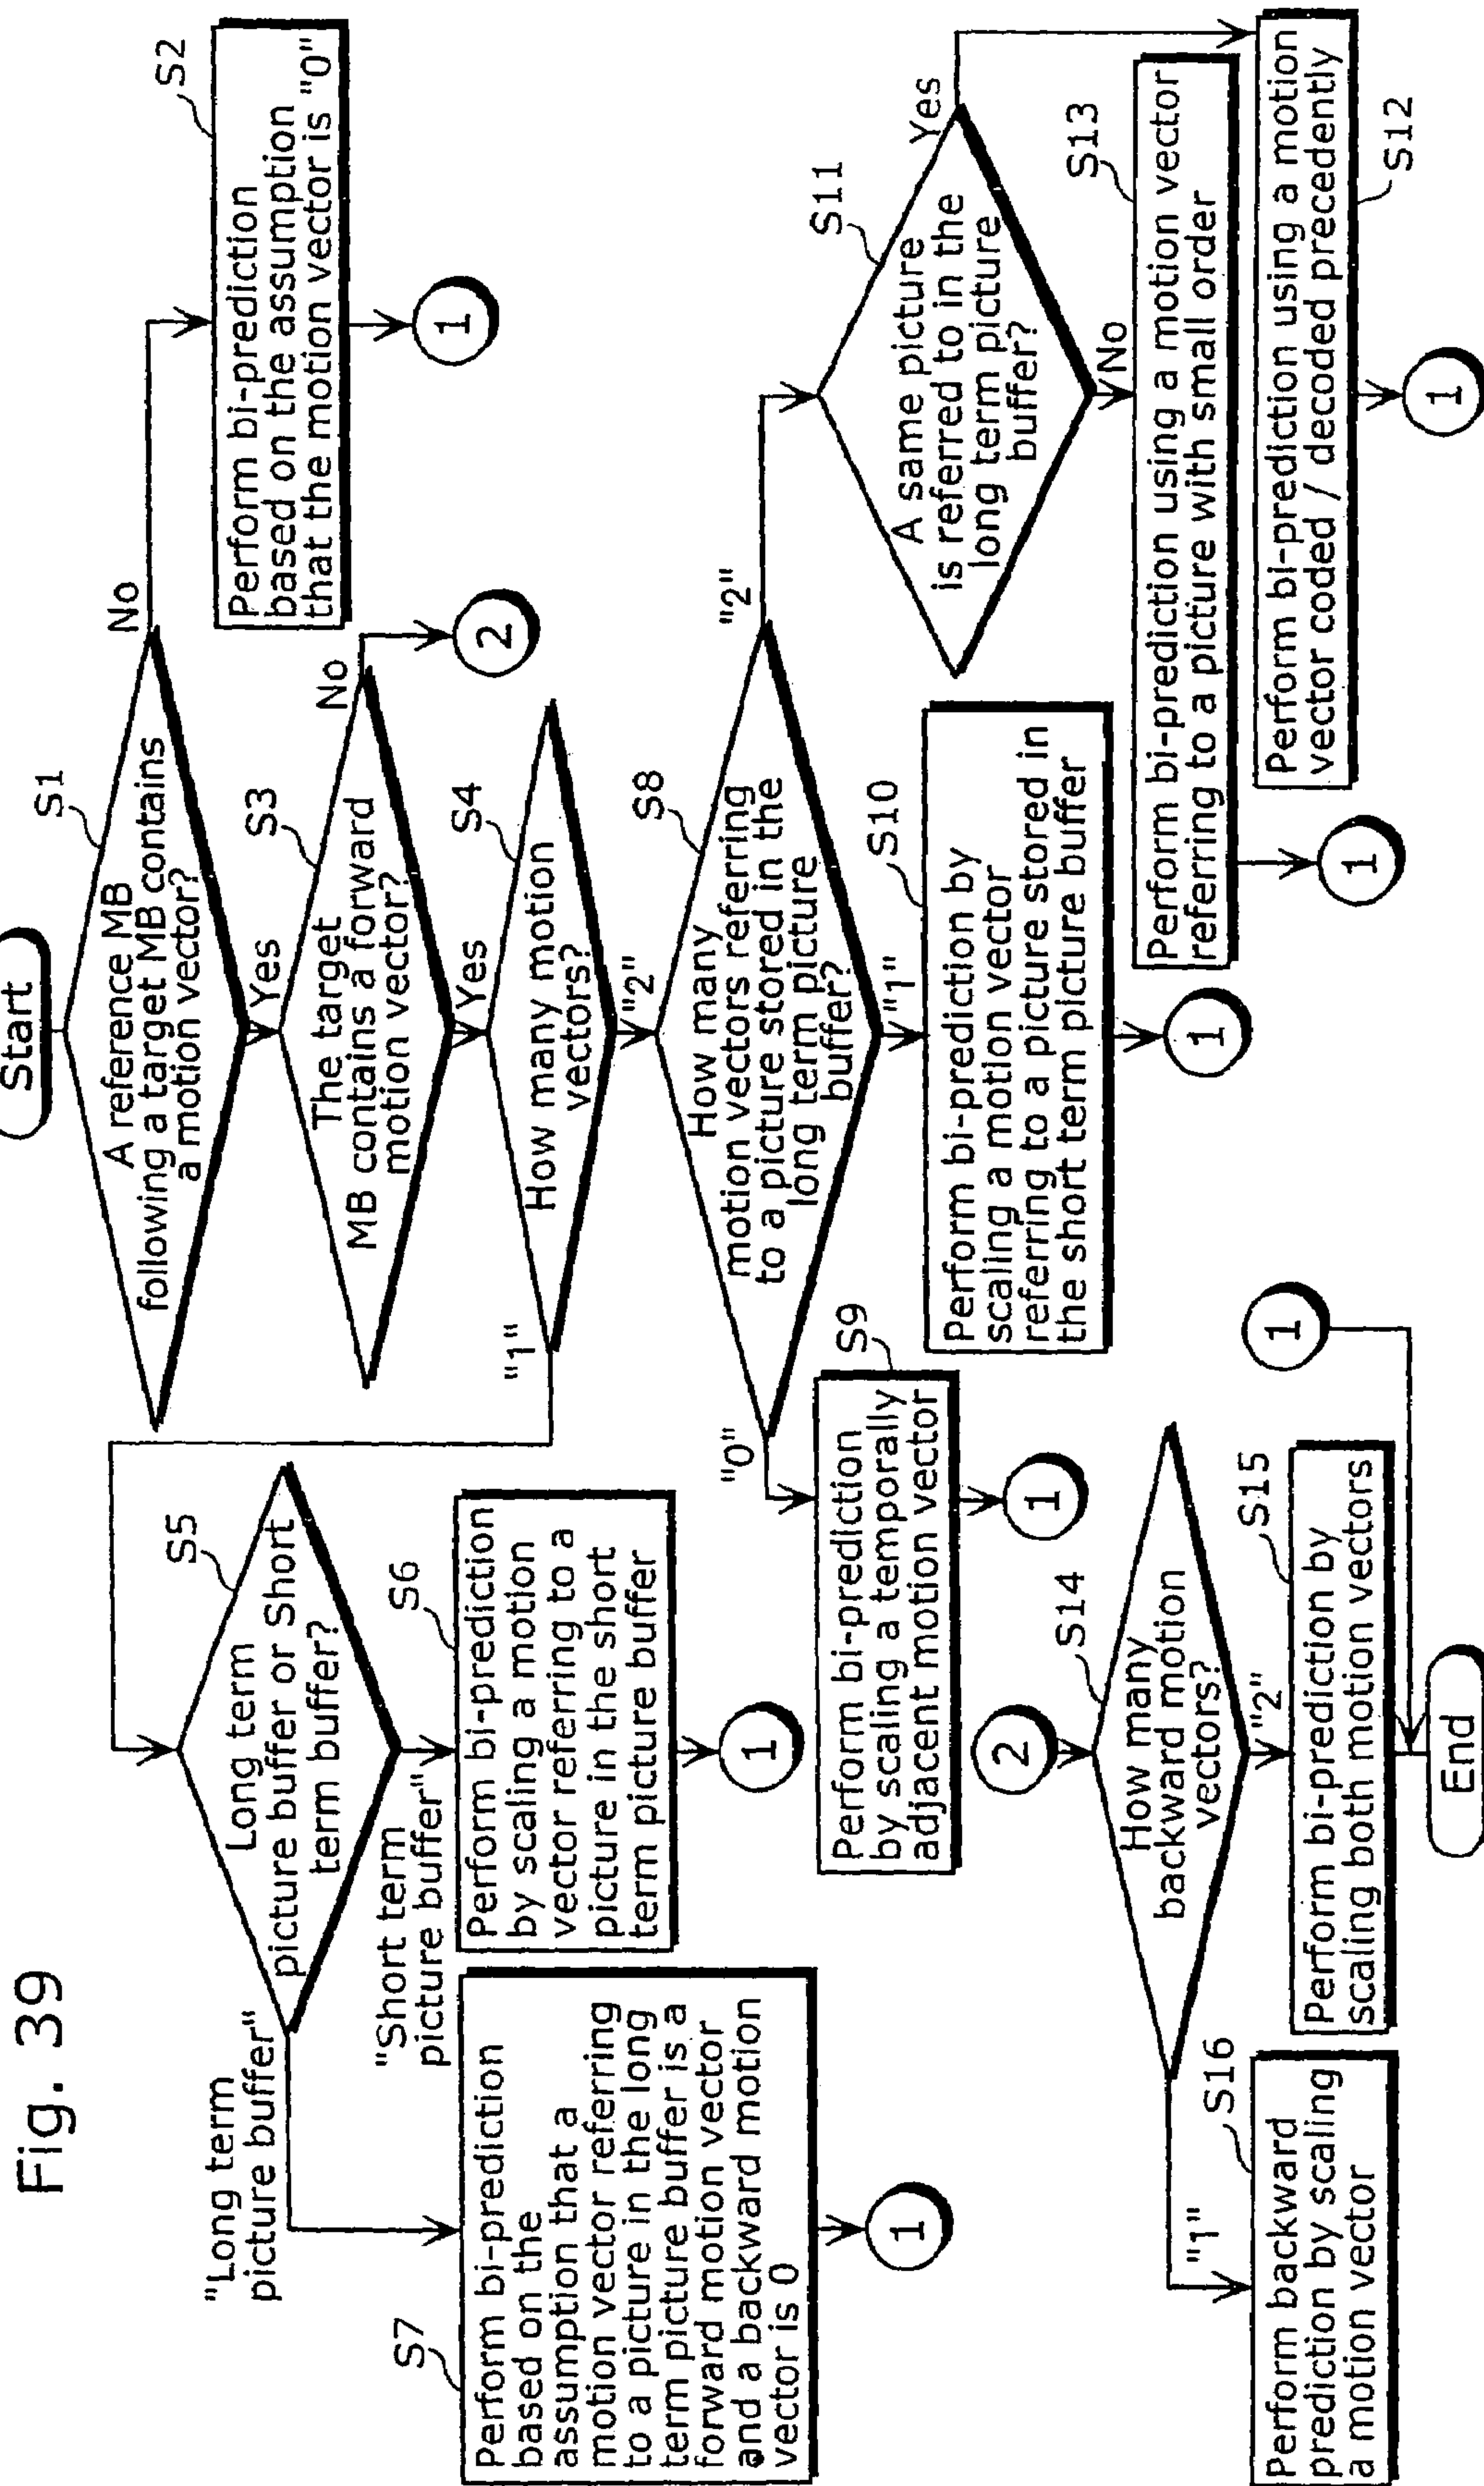 Fig. 39
Start
S1
A reference MB
following a target MB contains
a motion vector?
No
Yes
S2
Perform bi-prediction
based on the assumption
that the motion vector is "0"
1
S3
The target
MB contains a forward
motion vector?
No
2
Yes
S4
How many motion
vectors?
"1"
"2"
S5
Long term
picture buffer or Short
term buffer?
"Long term
picture buffer"
"Short term
picture buffer"
S6
Perform bi-prediction
by scaling a motion
vector referring to a
picture in the short
term picture buffer
1
S7
Perform bi-prediction
based on the
assumption that a
motion vector referring
to a picture in the long
term picture buffer is a
forward motion vector
and a backward motion
vector is 0
1
S8
How many
motion vectors referring
to a picture stored in the
long term picture
buffer?
"0"
"1"
"2"
S9
Perform bi-prediction
by scaling a temporally
adjacent motion vector
1
S10
Perform bi-prediction by
scaling a motion vector
referring to a picture stored in
the short term picture buffer
1
S11
A same picture
is referred to in the
long term picture
buffer?
Yes
No
S13
Perform bi-prediction using a motion vector
referring to a picture with small order
1
Perform bi-prediction using a motion
vector coded / decoded precedently
S12
1
2
S14
How many
backward motion
vectors?
"1"
"2"
S15
Perform bi-prediction by
scaling both motion vectors
S16
Perform backward
prediction by scaling
a motion vector
1
End